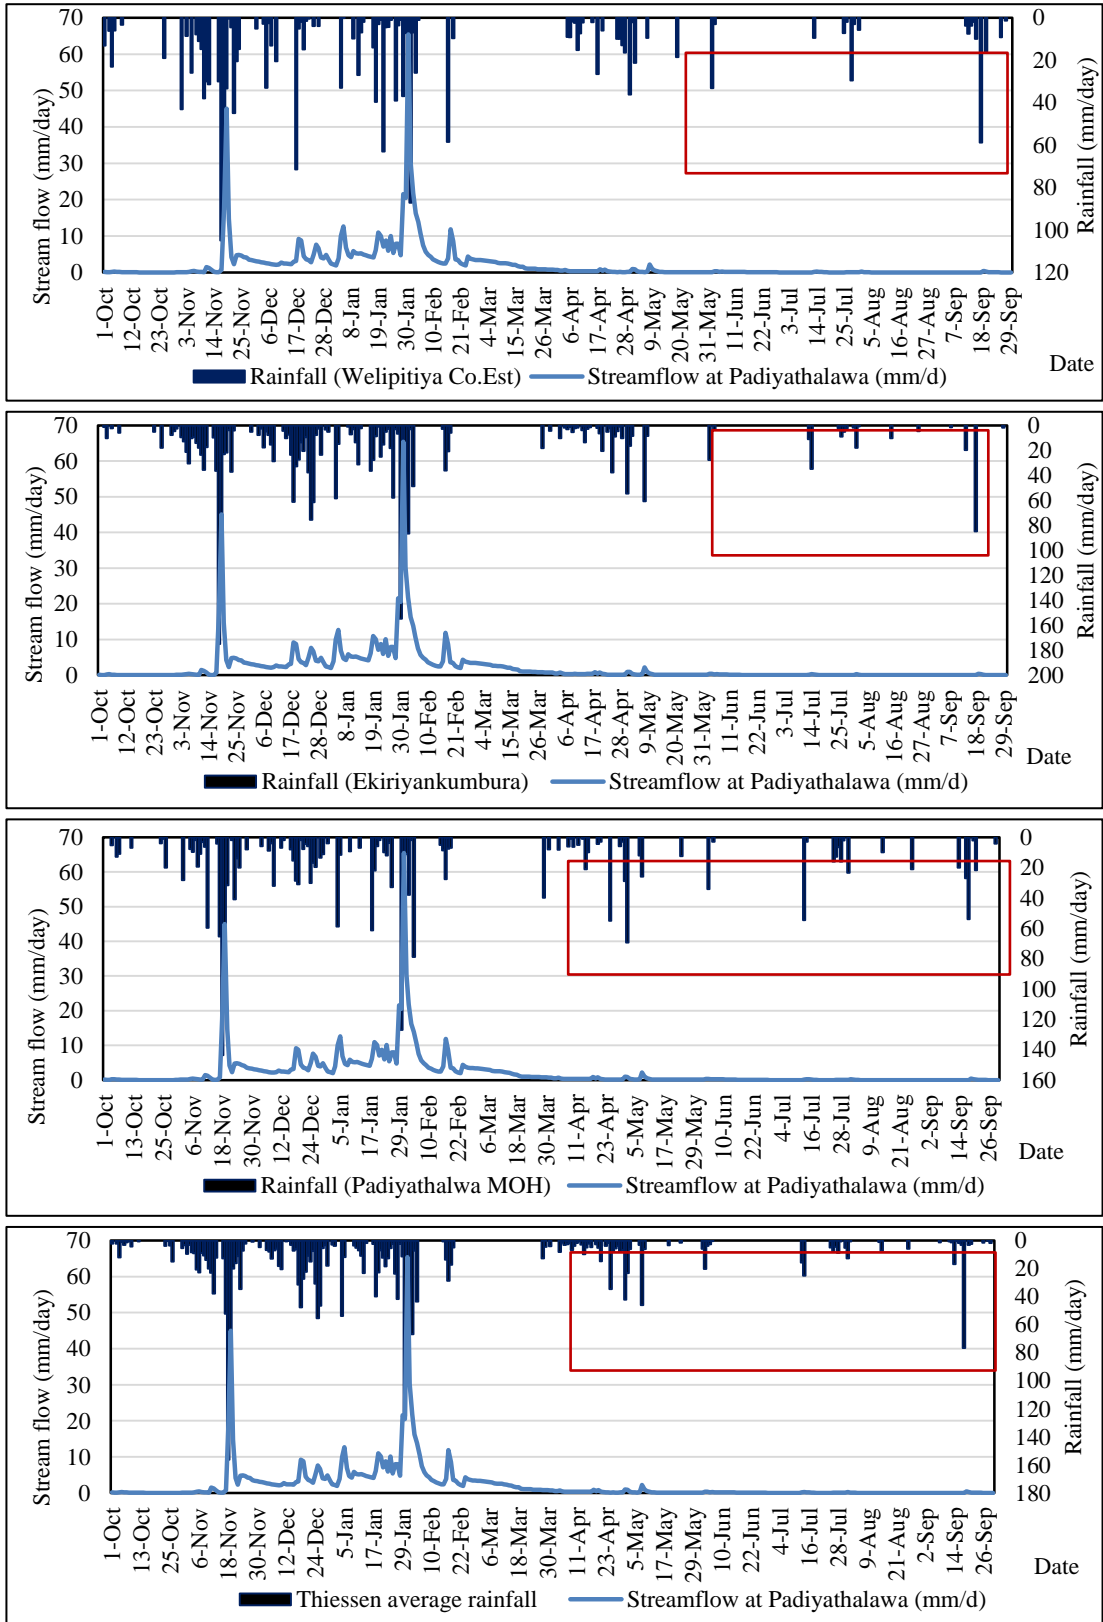 Stream flow (mm/day)
70
60
50
40
30
20
10
0
0
20
40
60
80
100
120
Rainfall (mm/day)
1-Oct
12-Oct
23-Oct
3-Nov
14-Nov
25-Nov
6-Dec
17-Dec
28-Dec
8-Jan
19-Jan
30-Jan
10-Feb
21-Feb
4-Mar
15-Mar
26-Mar
6-Apr
17-Apr
28-Apr
9-May
20-May
31-May
11-Jun
22-Jun
3-Jul
14-Jul
25-Jul
5-Aug
16-Aug
27-Aug
7-Sep
18-Sep
29-Sep
Date
Rainfall (Welipitiya Co.Est) Streamflow at Padiyathalawa (mm/d)
Stream flow (mm/day)
70
60
50
40
30
20
10
0
0
20
40
60
80
100
120
140
160
180
200
Rainfall (mm/day)
1-Oct
12-Oct
23-Oct
3-Nov
14-Nov
25-Nov
6-Dec
17-Dec
28-Dec
8-Jan
19-Jan
30-Jan
10-Feb
21-Feb
4-Mar
15-Mar
26-Mar
6-Apr
17-Apr
28-Apr
9-May
20-May
31-May
11-Jun
22-Jun
3-Jul
14-Jul
25-Jul
5-Aug
16-Aug
27-Aug
7-Sep
18-Sep
29-Sep
Date
Rainfall (Ekiriyankumbura) Streamflow at Padiyathalawa (mm/d)
Stream flow (mm/day)
70
60
50
40
30
20
10
0
0
20
40
60
80
100
120
140
160
Rainfall (mm/day)
1-Oct
13-Oct
25-Oct
6-Nov
18-Nov
30-Nov
12-Dec
24-Dec
5-Jan
17-Jan
29-Jan
10-Feb
22-Feb
6-Mar
18-Mar
30-Mar
11-Apr
23-Apr
5-May
17-May
29-May
10-Jun
22-Jun
4-Jul
16-Jul
28-Jul
9-Aug
21-Aug
2-Sep
14-Sep
26-Sep
Date
Rainfall (Padiyathalwa MOH) Streamflow at Padiyathalawa (mm/d)
Stream flow (mm/day)
70
60
50
40
30
20
10
0
0
20
40
60
80
100
120
140
160
180
Rainfall (mm/day)
1-Oct
13-Oct
25-Oct
6-Nov
18-Nov
30-Nov
12-Dec
24-Dec
5-Jan
17-Jan
29-Jan
10-Feb
22-Feb
6-Mar
18-Mar
30-Mar
11-Apr
23-Apr
5-May
17-May
29-May
10-Jun
22-Jun
4-Jul
16-Jul
28-Jul
9-Aug
21-Aug
2-Sep
14-Sep
26-Sep
Date
Thiessen average rainfall Streamflow at Padiyathalawa (mm/d)